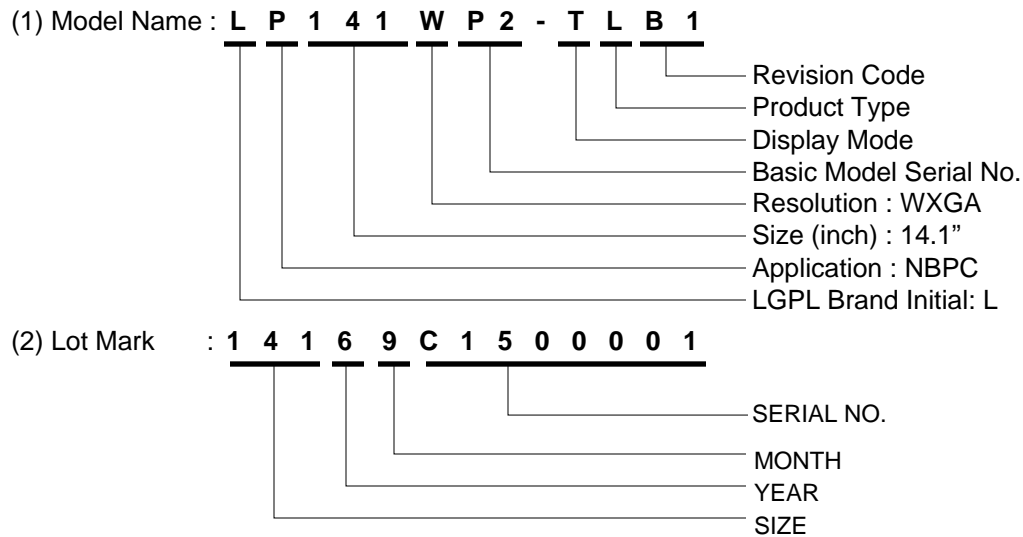 (1) Model Name : L P 1 4 1 W P 2 - T L B 1
Revision Code
Product Type
Display Mode
Basic Model Serial No.
Resolution : WXGA
Size (inch) : 14.1”
Application : NBPC
LGPL Brand Initial: L
(2) Lot Mark : 1 4 1 6 9 C 1 5 0 0 0 0 1
SERIAL NO.
MONTH
YEAR
SIZE